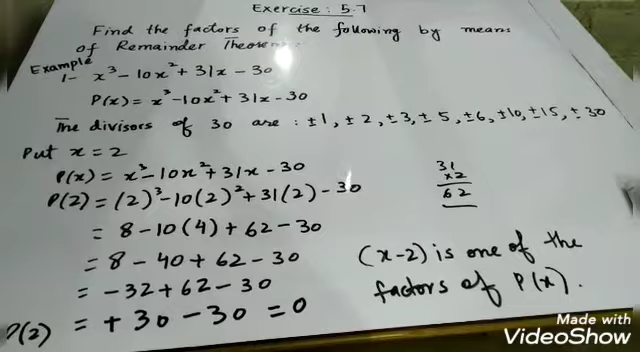 Exercise : 5.7
Find the factors of the following by means
of Remainder Theorem:
Example
1- x³ - 10x² + 31x - 30
P(x) = x³ - 10x² + 31x - 30
The divisors of 30 are : ±1, ±2, ±3, ±5, ±6, ±10, ±15, ±30
Put x = 2
P(x) = x³ - 10x² + 31x - 30
P(2) = (2)³ - 10(2)² + 31(2) - 30
= 8 - 10(4) + 62 - 30
= 8 - 40 + 62 - 30
= -32 + 62 - 30
P(2) = + 30 - 30 = 0
31
×2
62
(x-2) is one of the
factors of P(x).
Made with
VideoShow